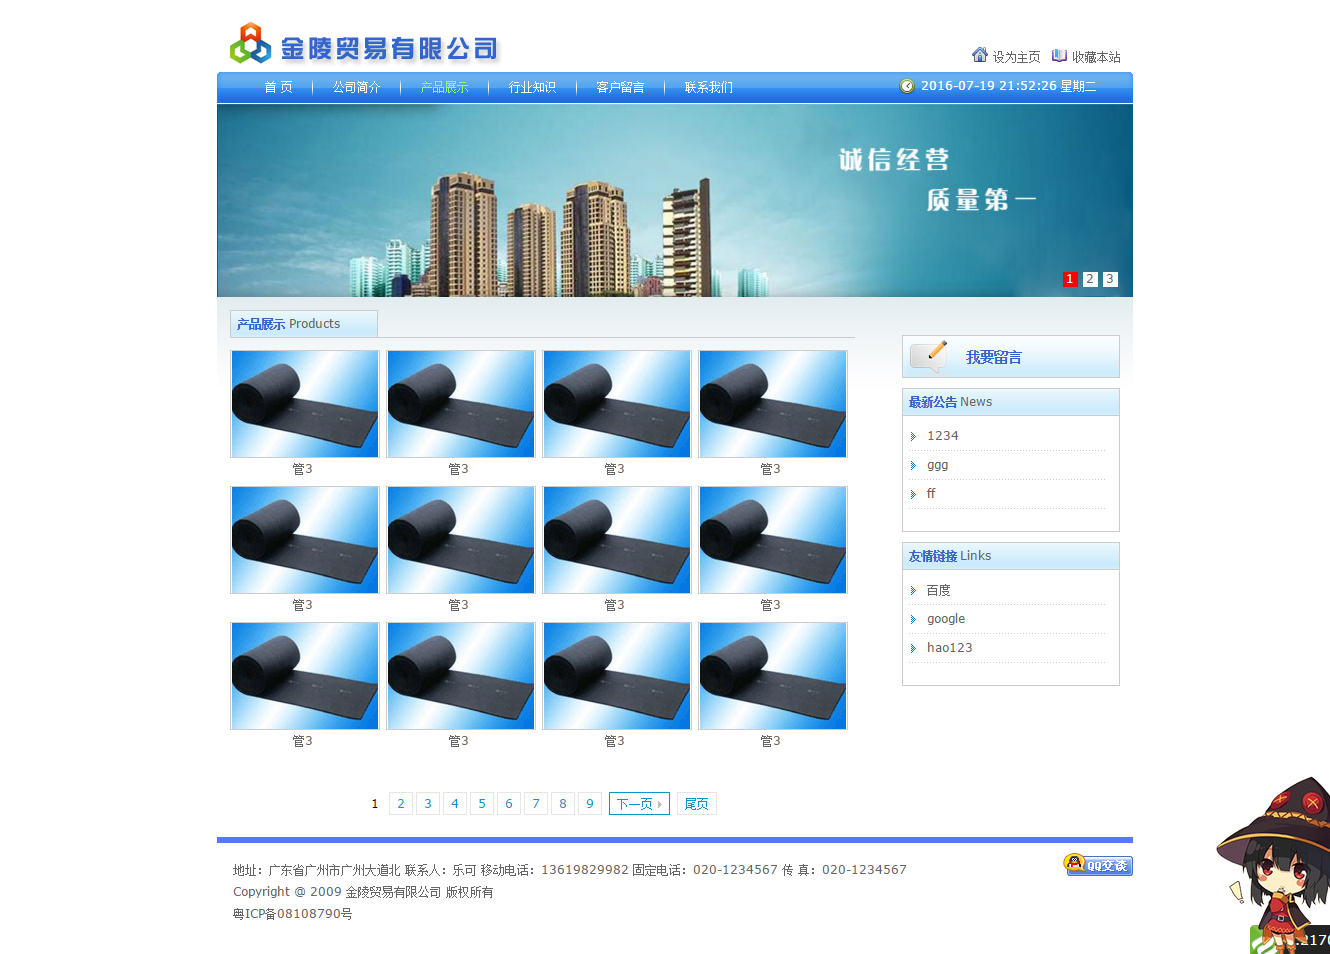 金陵贸易有限公司
设为主页 收藏本站
首 页 公司简介 产品展示 行业知识 客户留言 联系我们 2016-07-19 21:52:26 星期二
诚信经营
质量第一
1 2 3
产品展示 Products
管3 管3 管3 管3
管3 管3 管3 管3
管3 管3 管3 管3
1 2 3 4 5 6 7 8 9 下一页 尾页
我要留言
最新公告 News
1234
ggg
ff
友情链接 Links
百度
google
hao123
地址：广东省广州市广州大道北 联系人：乐可 移动电话：13619829982 固定电话：020-1234567 传 真：020-1234567
Copyright @ 2009 金陵贸易有限公司 版权所有
粤ICP备08108790号
QQ交谈